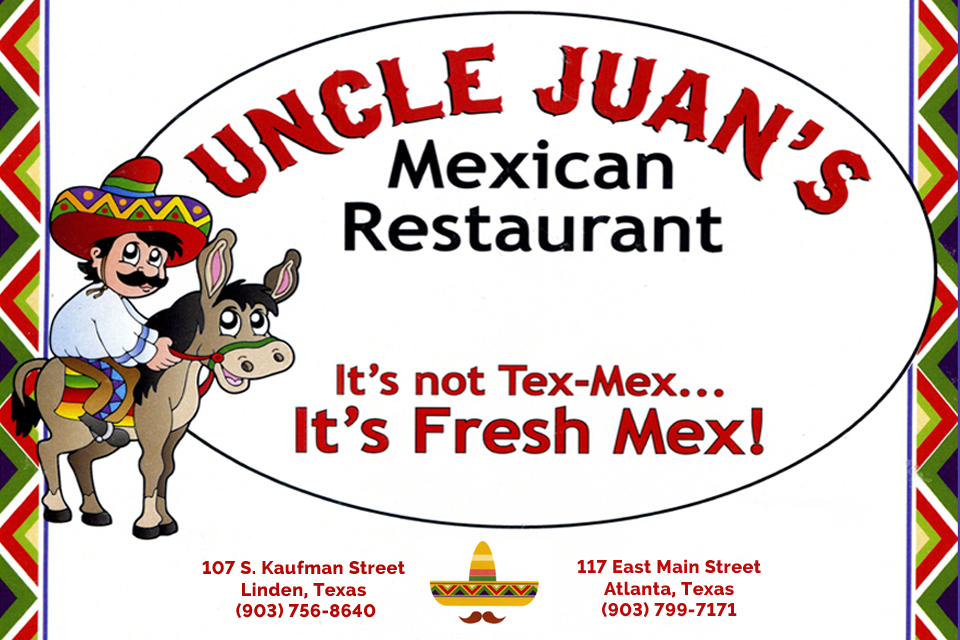 UNCLE JUAN'S
Mexican
Restaurant
It's not Tex-Mex...
It's Fresh Mex!
107 S. Kaufman Street
Linden, Texas
(903) 756-8640
117 East Main Street
Atlanta, Texas
(903) 799-7171